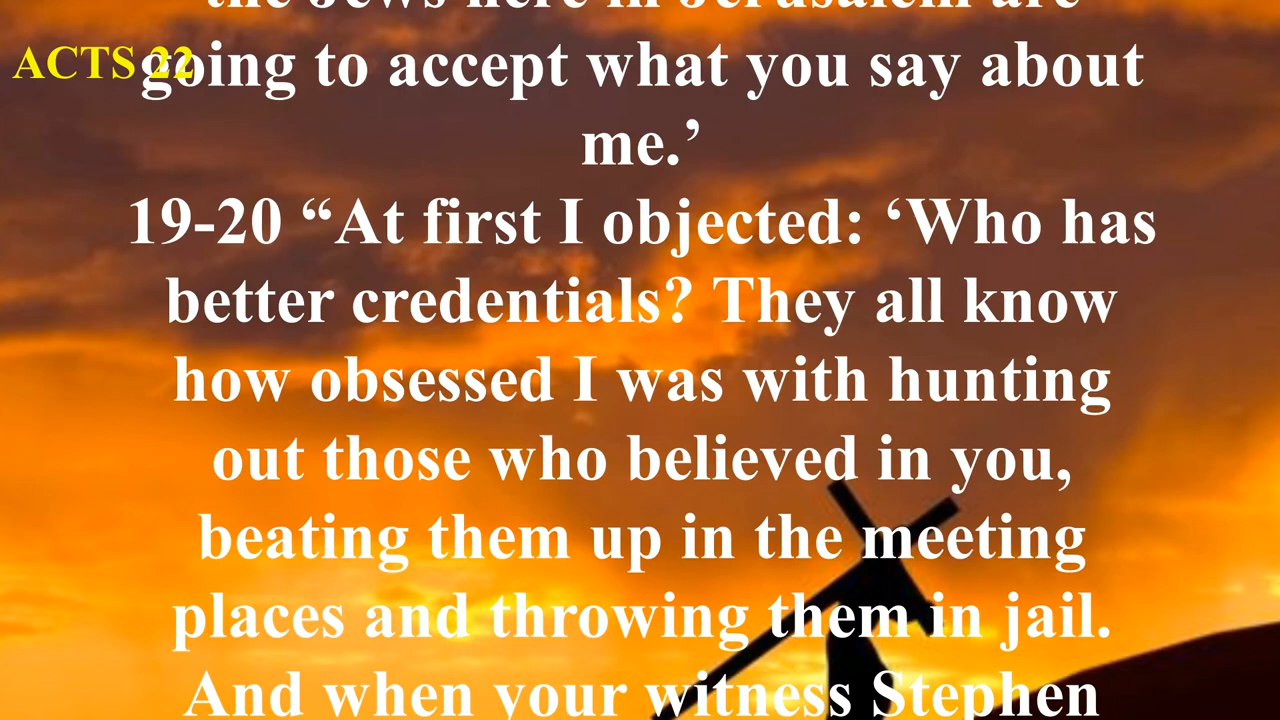 the Jews here in Jerusalem are
ACTS 22
going to accept what you say about
me.’
19-20 “At first I objected: ‘Who has
better credentials? They all know
how obsessed I was with hunting
out those who believed in you,
beating them up in the meeting
places and throwing them in jail.
And when your witness Stephen